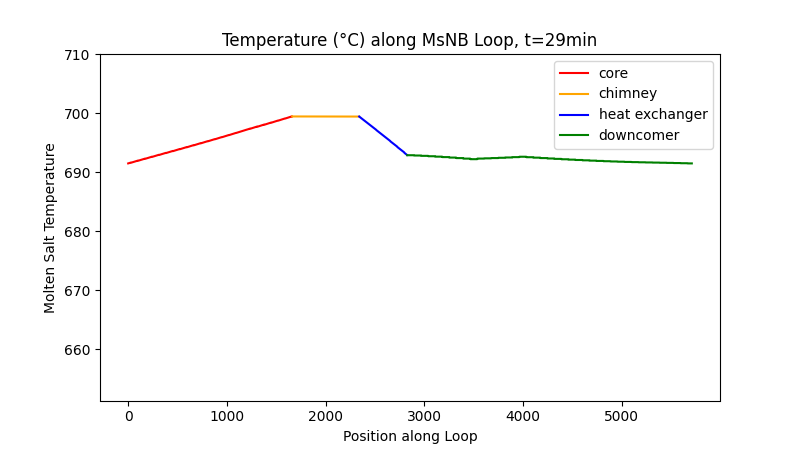 Temperature (°C) along MsNB Loop, t=29min
core
chimney
heat exchanger
downcomer
710
700
690
680
670
660
Molten Salt Temperature
0 1000 2000 3000 4000 5000
Position along Loop